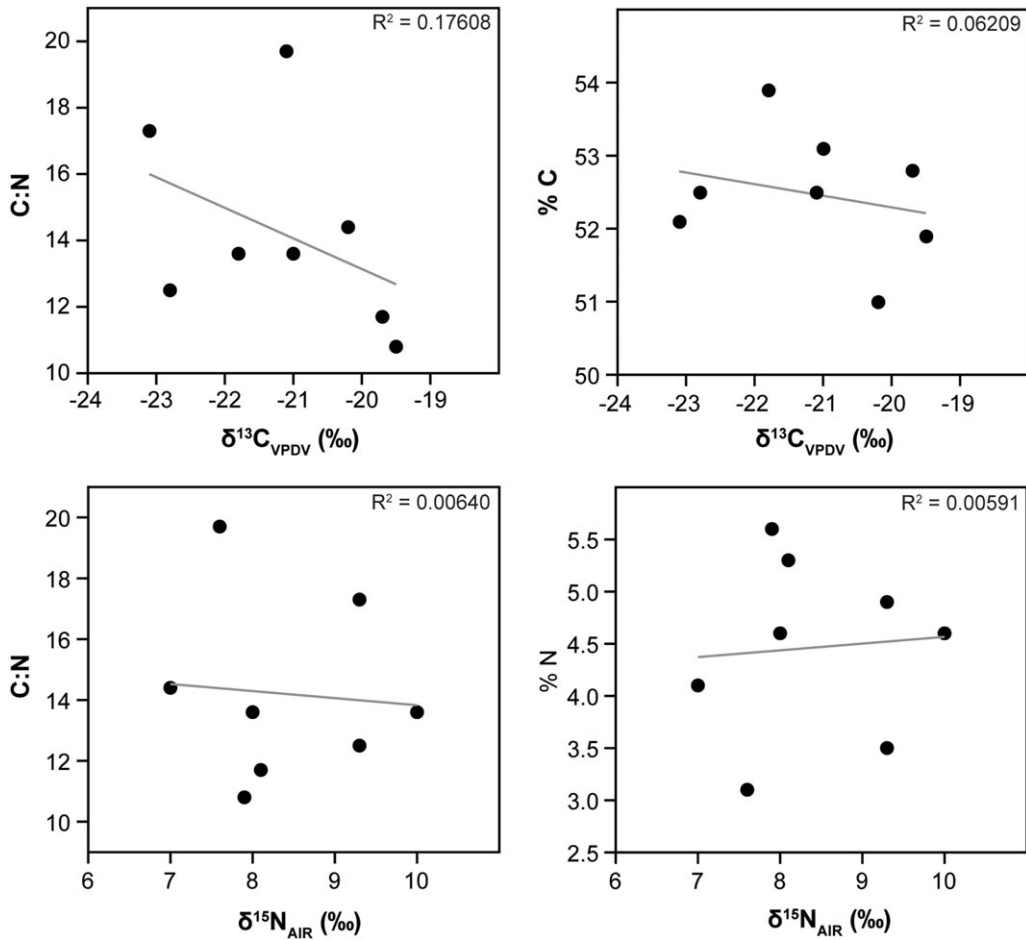 R² = 0.17608
C:N
20
18
16
14
12
10
-24 -23 -22 -21 -20 -19
δ¹³C_VPDV (‰)
R² = 0.06209
% C
54
53
52
51
50
-24 -23 -22 -21 -20 -19
δ¹³C_VPDV (‰)
R² = 0.00640
C:N
20
18
16
14
12
10
6 7 8 9 10
δ¹⁵N_AIR (‰)
R² = 0.00591
% N
5.5
5.0
4.5
4.0
3.5
3.0
2.5
6 7 8 9 10
δ¹⁵N_AIR (‰)